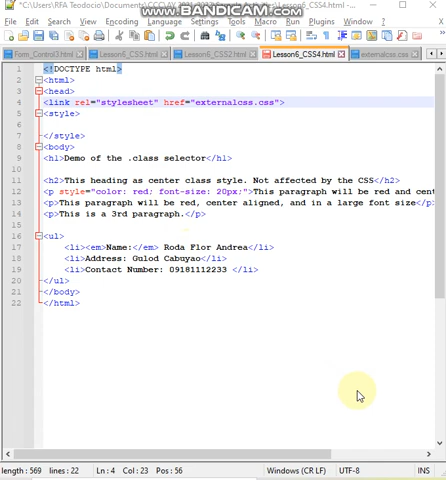 *C:\Users\RFA Teodocio\Documents\CCC\AY
Lesson6_CSS4.html
www.BANDICAM.com
File Edit Search View Encoding Language Settings Tools Macro Run Plugins Window ? X
Form_Control3.html Lesson6_CSS.html Lesson6_CSS2.html Lesson6_CSS4.html externalcss.css
1 <!DOCTYPE html>
2 <html>
3 <head>
4 <link rel="stylesheet" href="externalcss.css">
5 <style>
6
7 </style>
8 <body>
9 <h1>Demo of the .class selector</h1>
10
11 <h2>This heading as center class style. Not affected by the CSS</h2>
12 <p style="color: red; font-size: 20px;">This paragraph will be red and cent
13 <p>This paragraph will be red, center aligned, and in a large font size</p>
14 <p>This is a 3rd paragraph.</p>
15
16 <ul>
17 <li><em>Name:</em> Roda Flor Andrea</li>
18 <li>Address: Gulod Cabuyao</li>
19 <li>Contact Number: 09181112233 </li>
20 </ul>
21 </body>
22 </html>
length : 569 lines : 22 Ln : 4 Col : 23 Pos : 56 Windows (CR LF) UTF-8 INS